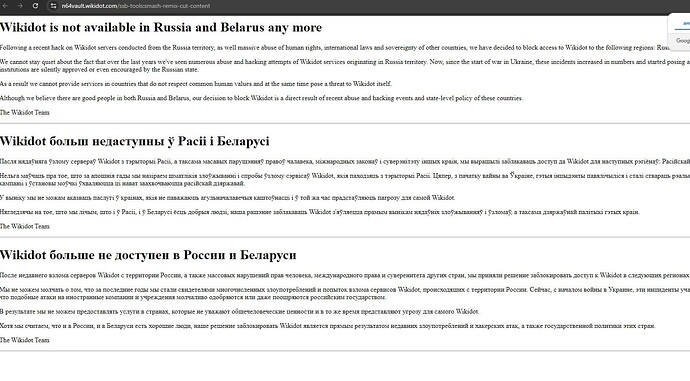 n64vault.wikidot.com/ssb-tools:smash-remix-cut-content
Googl
Wikidot is not available in Russia and Belarus any more
Following a recent hack on Wikidot servers conducted from the Russia territory, as well massive abuse of human rights, international laws and sovereignty of other countries, we have decided to block access to Wikidot to the following regions: Rus
We cannot stay quiet about the fact that over the last years we've seen numerous abuse and hacking attempts of Wikidot services originating in Russia territory. Now, since the start of war in Ukraine, these incidents increased in numbers and started posing a
institutions are silently approved or even encouraged by the Russian state.
As a result we cannot provide services in countries that do not respect common human values and at the same time pose a threat to Wikidot itself.
Although we believe there are good people in both Russia and Belarus, our decision to block Wikidot is a direct result of recent abuse and hacking events and state-level policy of these countries.
The Wikidot Team
Wikidot больш недаступны ў Расіі і Беларусі
Пасля нядаўняга ўзлому сервераў Wikidot з тэрыторыі Расіі, а таксама масавых парушэнняў правоў чалавека, міжнародных законаў і суверэнітэту іншых краін, мы вырашылі заблакаваць доступ да Wikidot для наступных рэгіёнаў: Расійскай
Нельга маўчаць пра тое, што за апошнія гады мы назіраем шматлікія злоўжыванні і спробы ўзлому сэрвісаў Wikidot, якія паходзяць з тэрыторыі Расіі. Цяпер, з пачатку вайны ва Ўкраіне, гэтыя інцыдэнты павялічыліся і сталі ствараць рэальн
кампаніі і ўстановы моўчкі ўхваляюцца ці нават заахвочваюцца расійскай дзяржавай.
У выніку мы не можам аказваць паслугі ў краінах, якія не паважаюць агульначалавечыя каштоўнасці і ў той жа час прадстаўляюць пагрозу для самой Wikidot.
Нягледзячы на тое, што мы лічым, што і ў Расіі, і ў Беларусі ёсць добрыя людзі, наша рашэнне заблакаваць Wikidot з'яўляецца прамым вынікам нядаўніх злоўжыванняў і ўзломаў, а таксама дзяржаўнай палітыкі гэтых краін.
The Wikidot Team
Wikidot больше не доступен в России и Беларуси
После недавнего взлома серверов Wikidot с территории России, а также массовых нарушений прав человека, международного права и суверенитета других стран, мы приняли решение заблокировать доступ к Wikidot в следующих регионах
Мы не можем молчать о том, что за последние годы мы стали свидетелями многочисленных злоупотреблений и попыток взлома сервисов Wikidot, происходящих с территории России. Сейчас, с началом войны в Украине, эти инциденты уча
что подобные атаки на иностранные компании и учреждения молчаливо одобряются или даже поощряются российским государством.
В результате мы не можем предоставлять услуги в странах, которые не уважают общечеловеческие ценности и в то же время представляют угрозу для самого Wikidot.
Хотя мы считаем, что и в России, и в Беларуси есть хорошие люди, наше решение заблокировать Wikidot является прямым результатом недавних злоупотреблений и хакерских атак, а также государственной политики этих стран.
The Wikidot Team